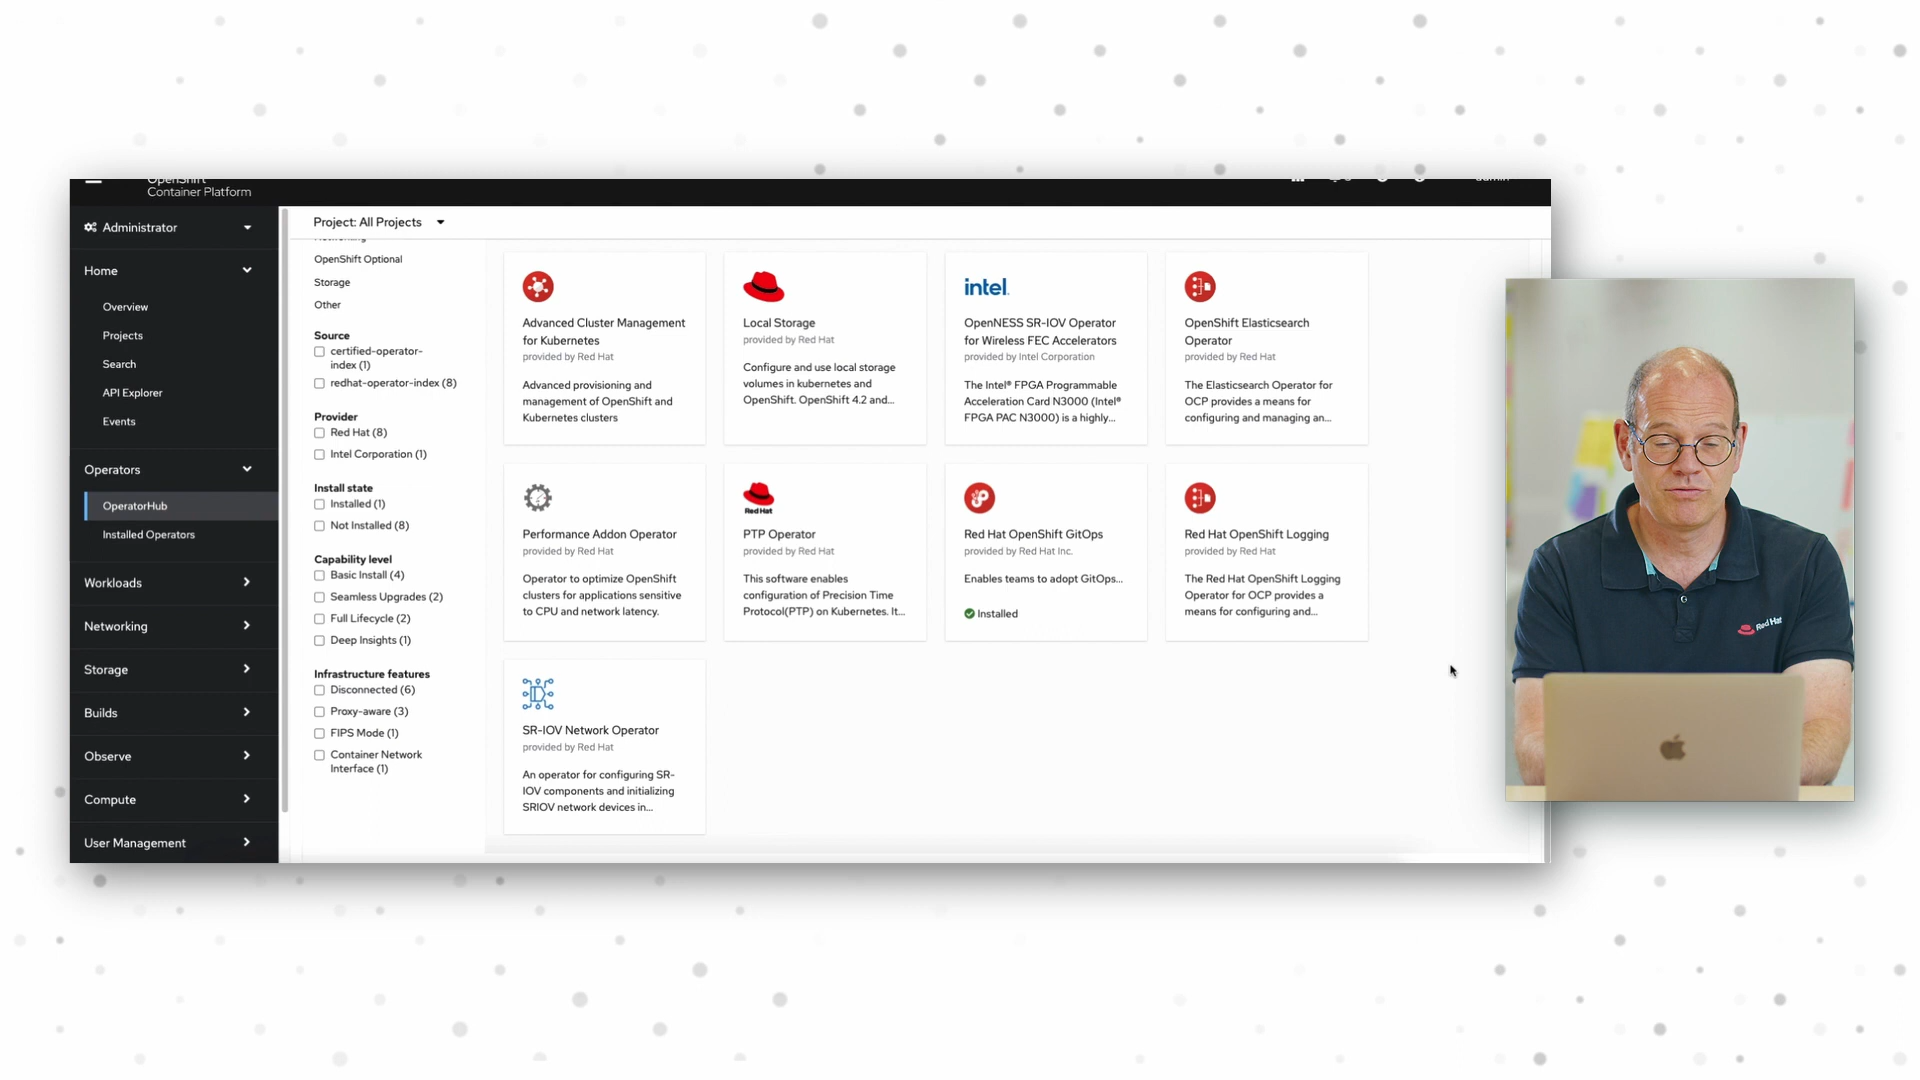 OpenShift
Container Platform
admin
Administrator
Home
Overview
Projects
Search
API Explorer
Events
Operators
OperatorHub
Installed Operators
Workloads
Networking
Storage
Builds
Observe
Compute
User Management
Project: All Projects
Networking
OpenShift Optional
Storage
Other
Source
certified-operator-
index (1)
redhat-operator-index (8)
Provider
Red Hat (8)
Intel Corporation (1)
Install state
Installed (1)
Not Installed (8)
Capability level
Basic Install (4)
Seamless Upgrades (2)
Full Lifecycle (2)
Deep Insights (1)
Infrastructure features
Disconnected (6)
Proxy-aware (3)
FIPS Mode (1)
Container Network
Interface (1)
Advanced Cluster Management
for Kubernetes
provided by Red Hat
Advanced provisioning and
management of OpenShift and
Kubernetes clusters
Local Storage
provided by Red Hat
Configure and use local storage
volumes in kubernetes and
OpenShift. OpenShift 4.2 and...
intel.
OpenNESS SR-IOV Operator
for Wireless FEC Accelerators
provided by Intel Corporation
The Intel® FPGA Programmable
Acceleration Card N3000 (Intel®
FPGA PAC N3000) is a highly...
OpenShift Elasticsearch
Operator
provided by Red Hat
The Elasticsearch Operator for
OCP provides a means for
configuring and managing an...
Performance Addon Operator
provided by Red Hat
Operator to optimize OpenShift
clusters for applications sensitive
to CPU and network latency.
Red Hat
PTP Operator
provided by Red Hat
This software enables
configuration of Precision Time
Protocol(PTP) on Kubernetes. It...
Red Hat OpenShift GitOps
provided by Red Hat Inc.
Enables teams to adopt GitOps...
Installed
Red Hat OpenShift Logging
provided by Red Hat
The Red Hat OpenShift Logging
Operator for OCP provides a
means for configuring and...
SR-IOV Network Operator
provided by Red Hat
An operator for configuring SR-
IOV components and initializing
SRIOV network devices in...
Red Hat